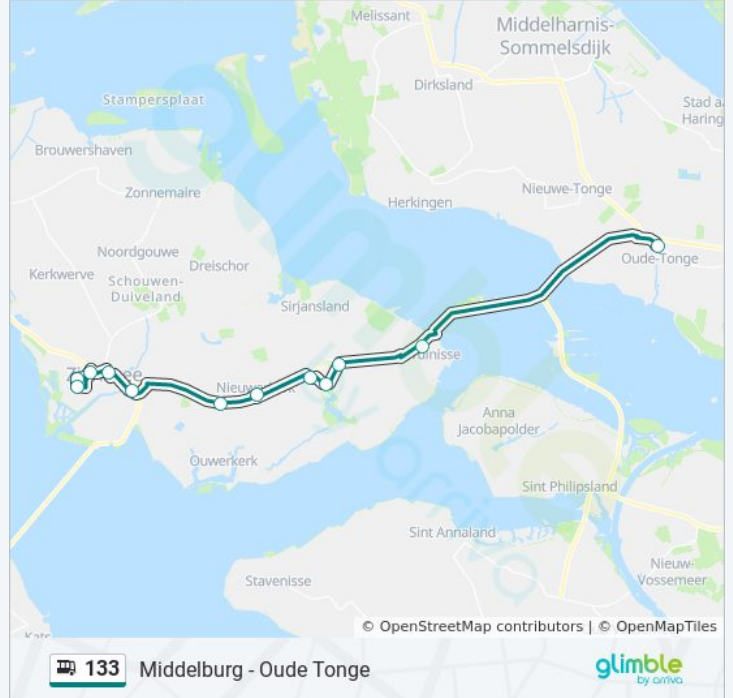 Melissant
Middelharnis-
Sommelsdijk
Dirksland
Stampersplaat
Stad a
Haring
Brouwershaven
Zonnemaire
Nieuwe-Tonge
Herkingen
Noordgouwe
Oude-Tonge
Dreischor
Kerkwerve
Schouwen-
Duiveland
Sirjansland
Anna
Jacobapolder
Ouwerkerk
Sint Philipsland
Sint Annaland
Nieuw-
Vossemeer
Stavenisse
© OpenStreetMap contributors | © OpenMapTiles
133 Middelburg - Oude Tonge
glimble
by arriva